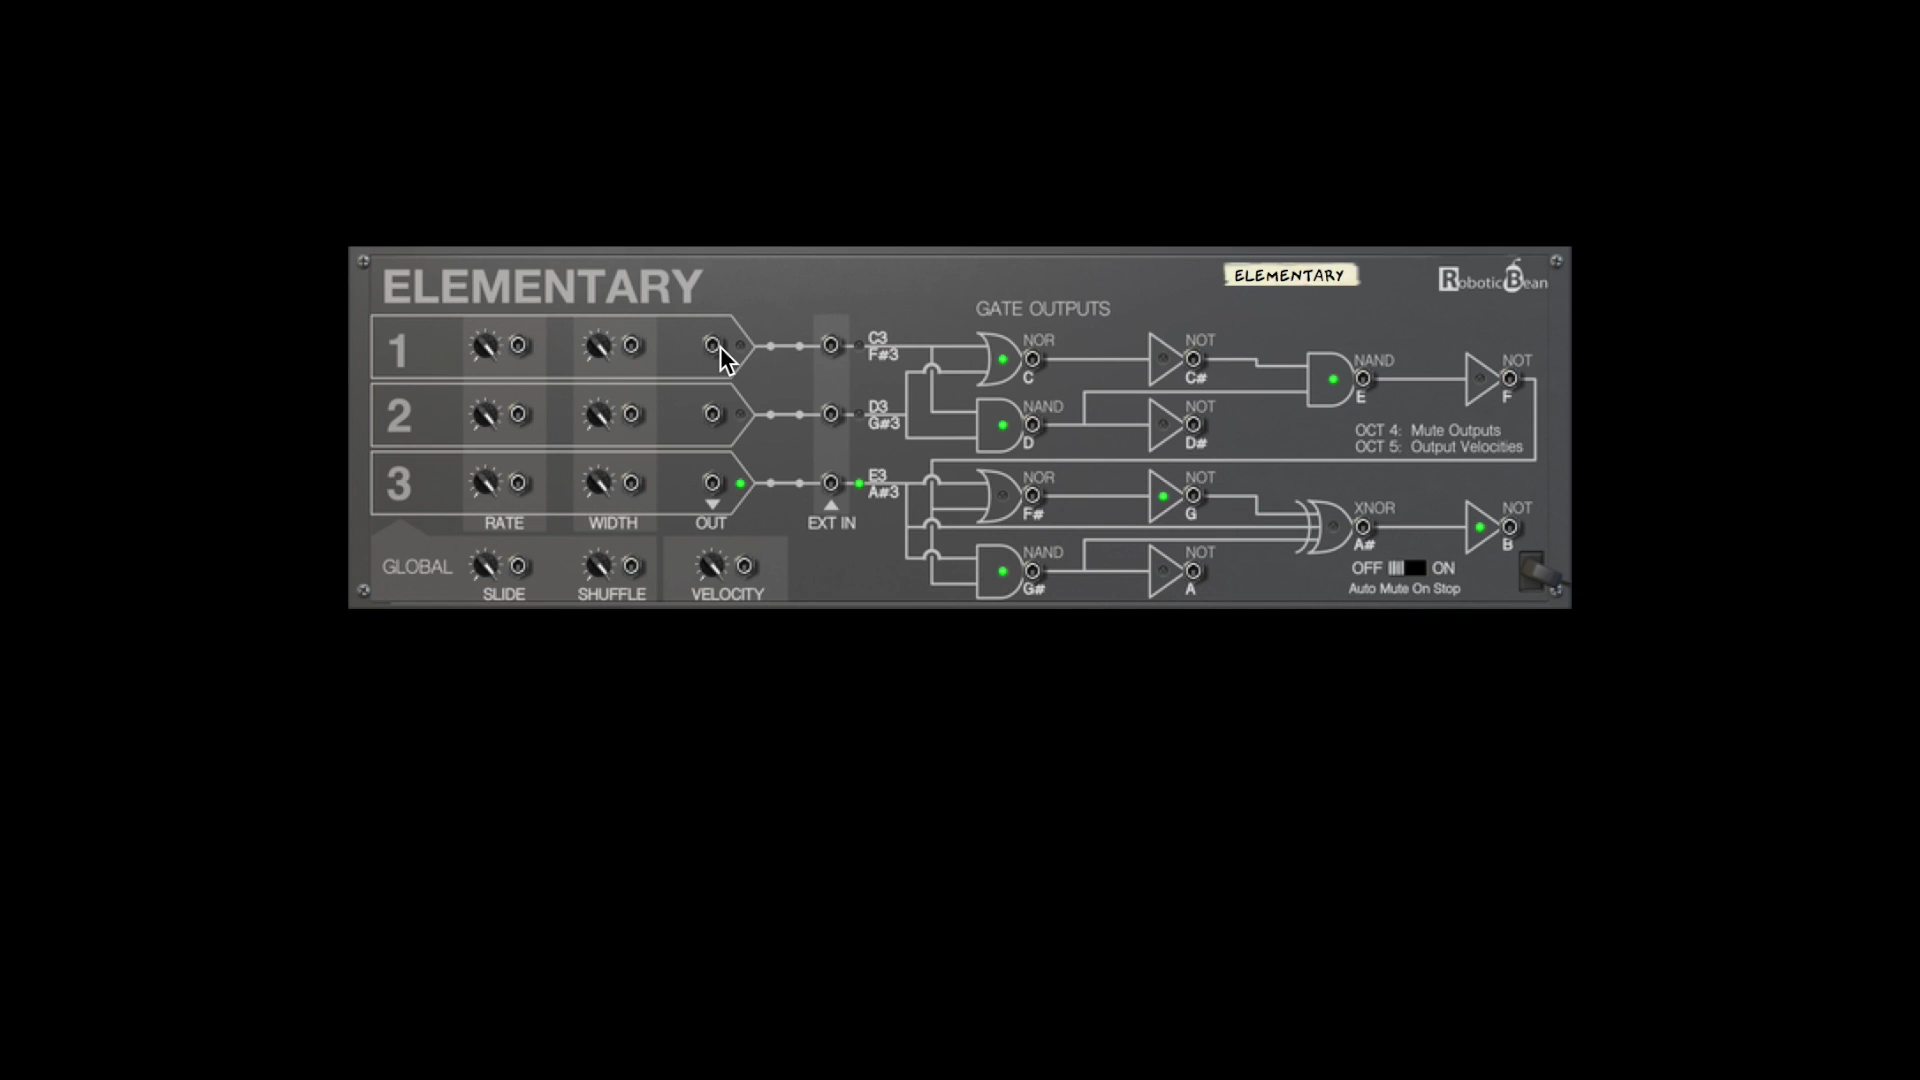 ELEMENTARY
ELEMENTARY
RoboticBean
GATE OUTPUTS
1
C3
F#3
NOR
C
NOT
C#
NAND
E
NOT
F
2
D3
G#3
NAND
D
NOT
D#
OCT 4: Mute Outputs
OCT 5: Output Velocities
3
E3
A#3
NOR
F#
NOT
G
XNOR
A#
NOT
B
RATE
WIDTH
OUT
EXT IN
GLOBAL
SLIDE
SHUFFLE
VELOCITY
NAND
G#
NOT
A
OFF ON
Auto Mute On Stop